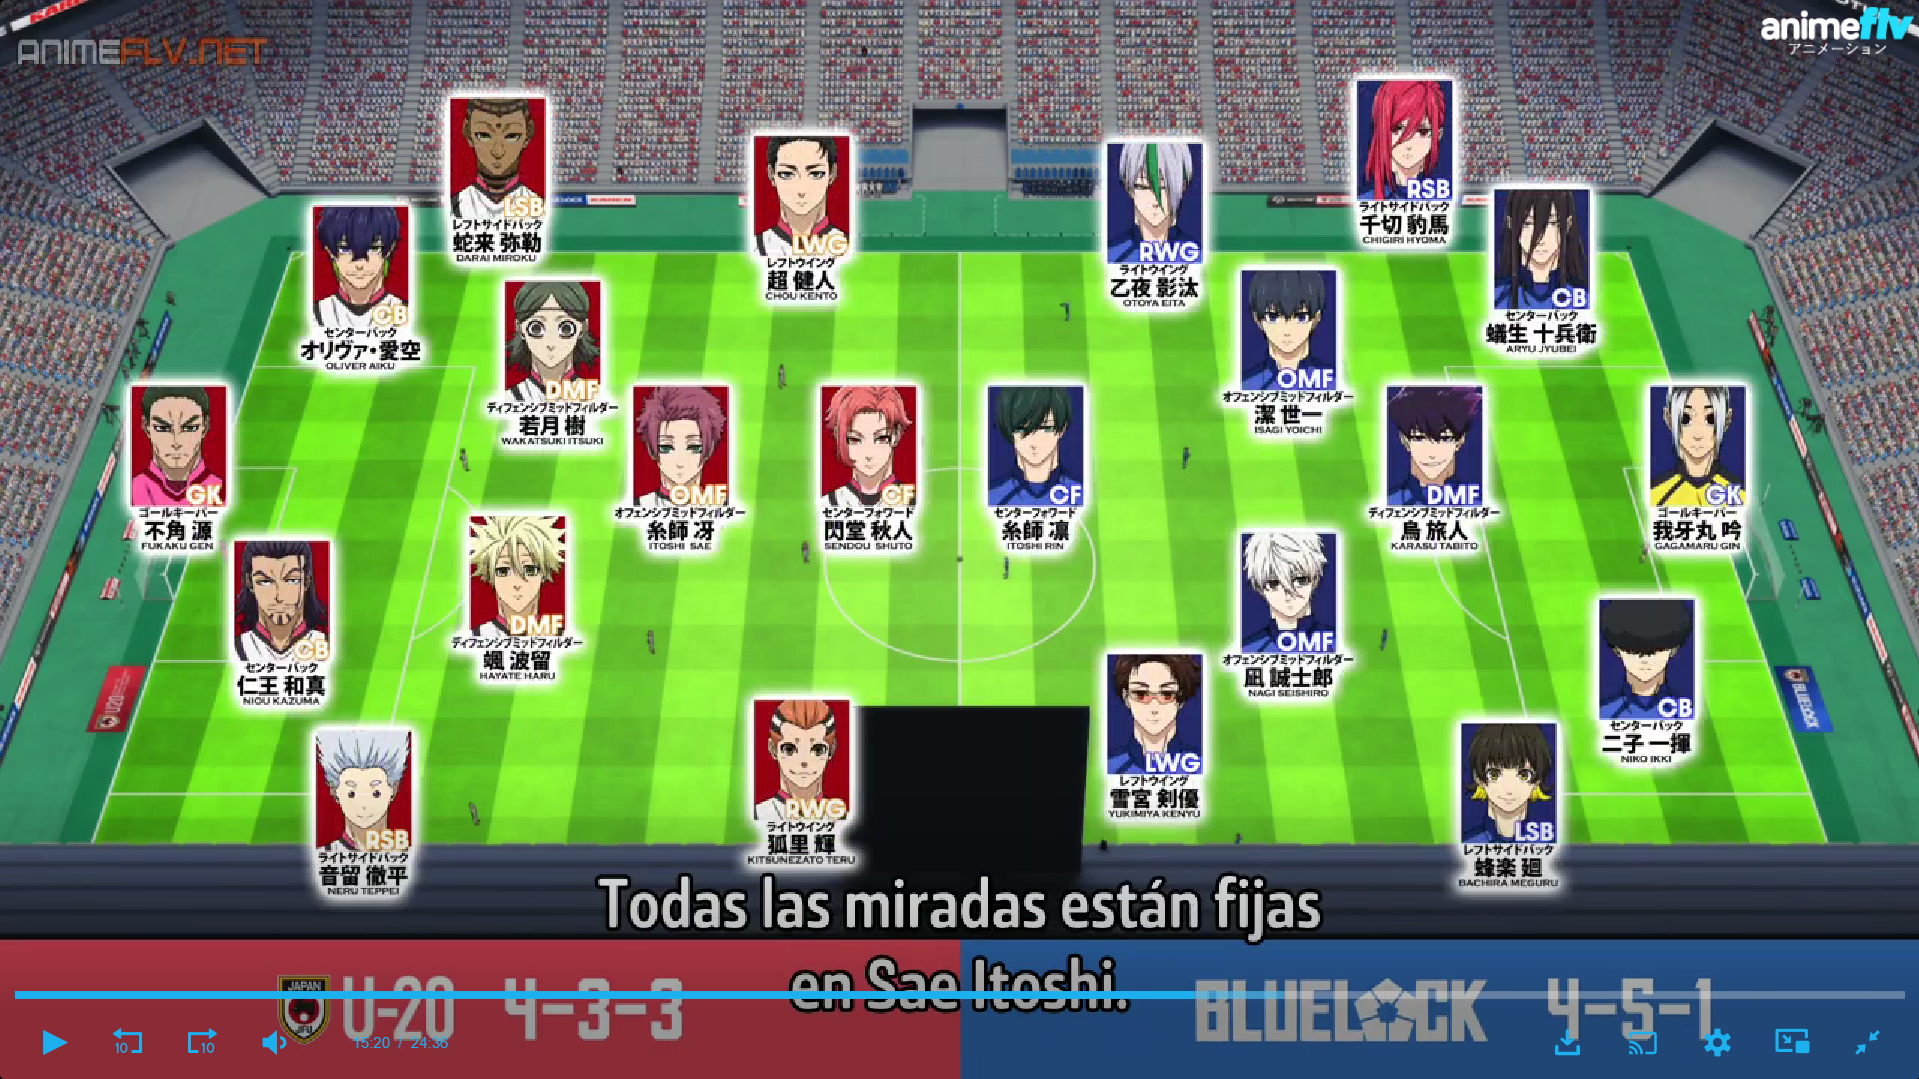 ANIMEFLV.NET
animeflv
アニメーション
LSB
レフトサイドバック
蛇来 弥勒
DARAI MIROKU
LWG
レフトウイング
超 健人
CHOU KENTO
RWG
ライトウイング
乙夜 影汰
OTOYA EITA
RSB
ライトサイドバック
千切 豹馬
CHIGIRI HYOMA
CB
センターバック
オリヴァ・愛空
OLIVER AIKU
DMF
ディフェンシブミッドフィルダー
若月 樹
WAKATSUKI ITSUKI
OMF
オフェンシブミッドフィルダー
潔 世一
ISAGI YOICHI
CB
センターバック
蟻生 十兵衛
ARYU JYUBEI
GK
ゴールキーパー
不角 源
FUKAKU GEN
OMF
オフェンシブミッドフィルダー
糸師 冴
ITOSHI SAE
CF
センターフォワード
閃堂 秋人
SENDOU SHUTO
CF
センターフォワード
糸師 凛
ITOSHI RIN
DMF
ディフェンシブミッドフィルダー
烏 旅人
KARASU TABITO
GK
ゴールキーパー
我牙丸 吟
GAGAMARU GIN
CB
センターバック
仁王 和真
NIOU KAZUMA
DMF
ディフェンシブミッドフィルダー
颯 波留
HAYATE HARU
OMF
オフェンシブミッドフィルダー
凪 誠士郎
NAGI SEISHIRO
CB
センターバック
二子 一揮
NIKO IKKI
RSB
ライトサイドバック
音留 徹平
NERU TEPPEI
RWG
ライトウイング
狐里 輝
KITSUNEZATO TERU
LWG
レフトウイング
雪宮 剣優
YUKIMIYA KENYU
LSB
レフトサイドバック
蜂楽 廻
BACHIRA MEGURU
U-20
BLUELOCK
Todas las miradas están fijas
en Sae Itoshi.
JAPAN
JFU
U-20 4-3-3
BLUELOCK 4-5-1
10
10
15:20 / 24:36